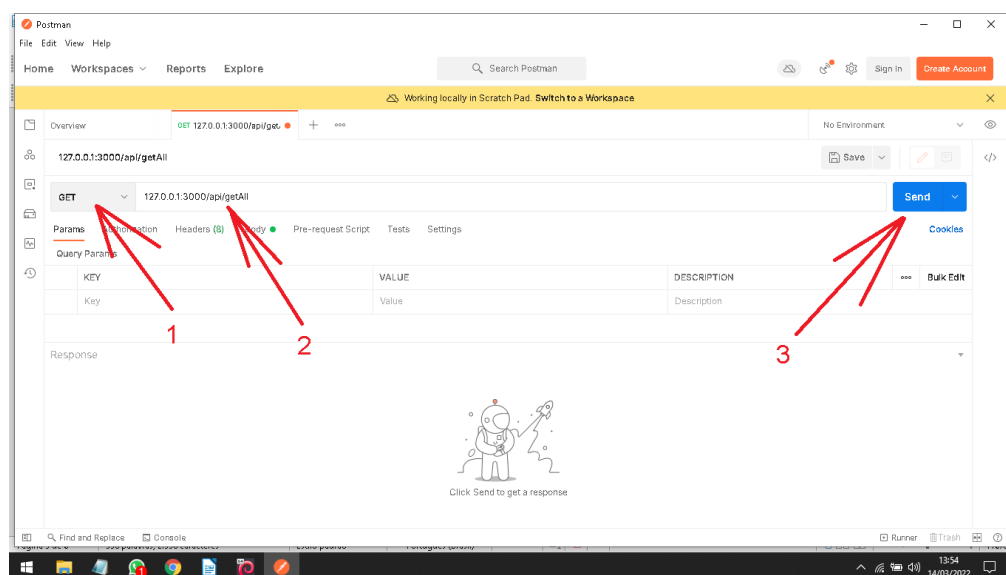 Postman
File Edit View Help
Home Workspaces Reports Explore Search Postman Sign In Create Account
Working locally in Scratch Pad. Switch to a Workspace
Overview GET 127.0.0.1:3000/api/get. No Environment
127.0.0.1:3000/api/getAll Save
GET 127.0.0.1:3000/api/getAll Send
Params Authorization Headers (8) Body Pre-request Script Tests Settings Cookies
Query Params
KEY VALUE DESCRIPTION Bulk Edit
Key Value Description
1 2 3
Response
Click Send to get a response
Find and Replace Console Runner Trash
13:54
14/03/2022